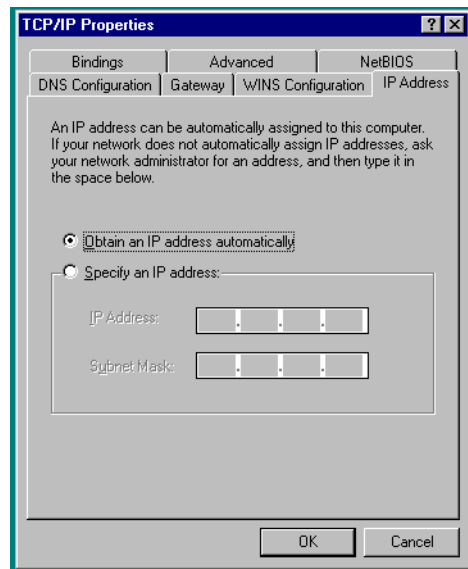 TCP/IP Properties
Bindings Advanced NetBIOS
DNS Configuration Gateway WINS Configuration IP Address
An IP address can be automatically assigned to this computer.
If your network does not automatically assign IP addresses, ask
your network administrator for an address, and then type it in
the space below.
Obtain an IP address automatically
Specify an IP address:
IP Address:
Subnet Mask:
OK Cancel